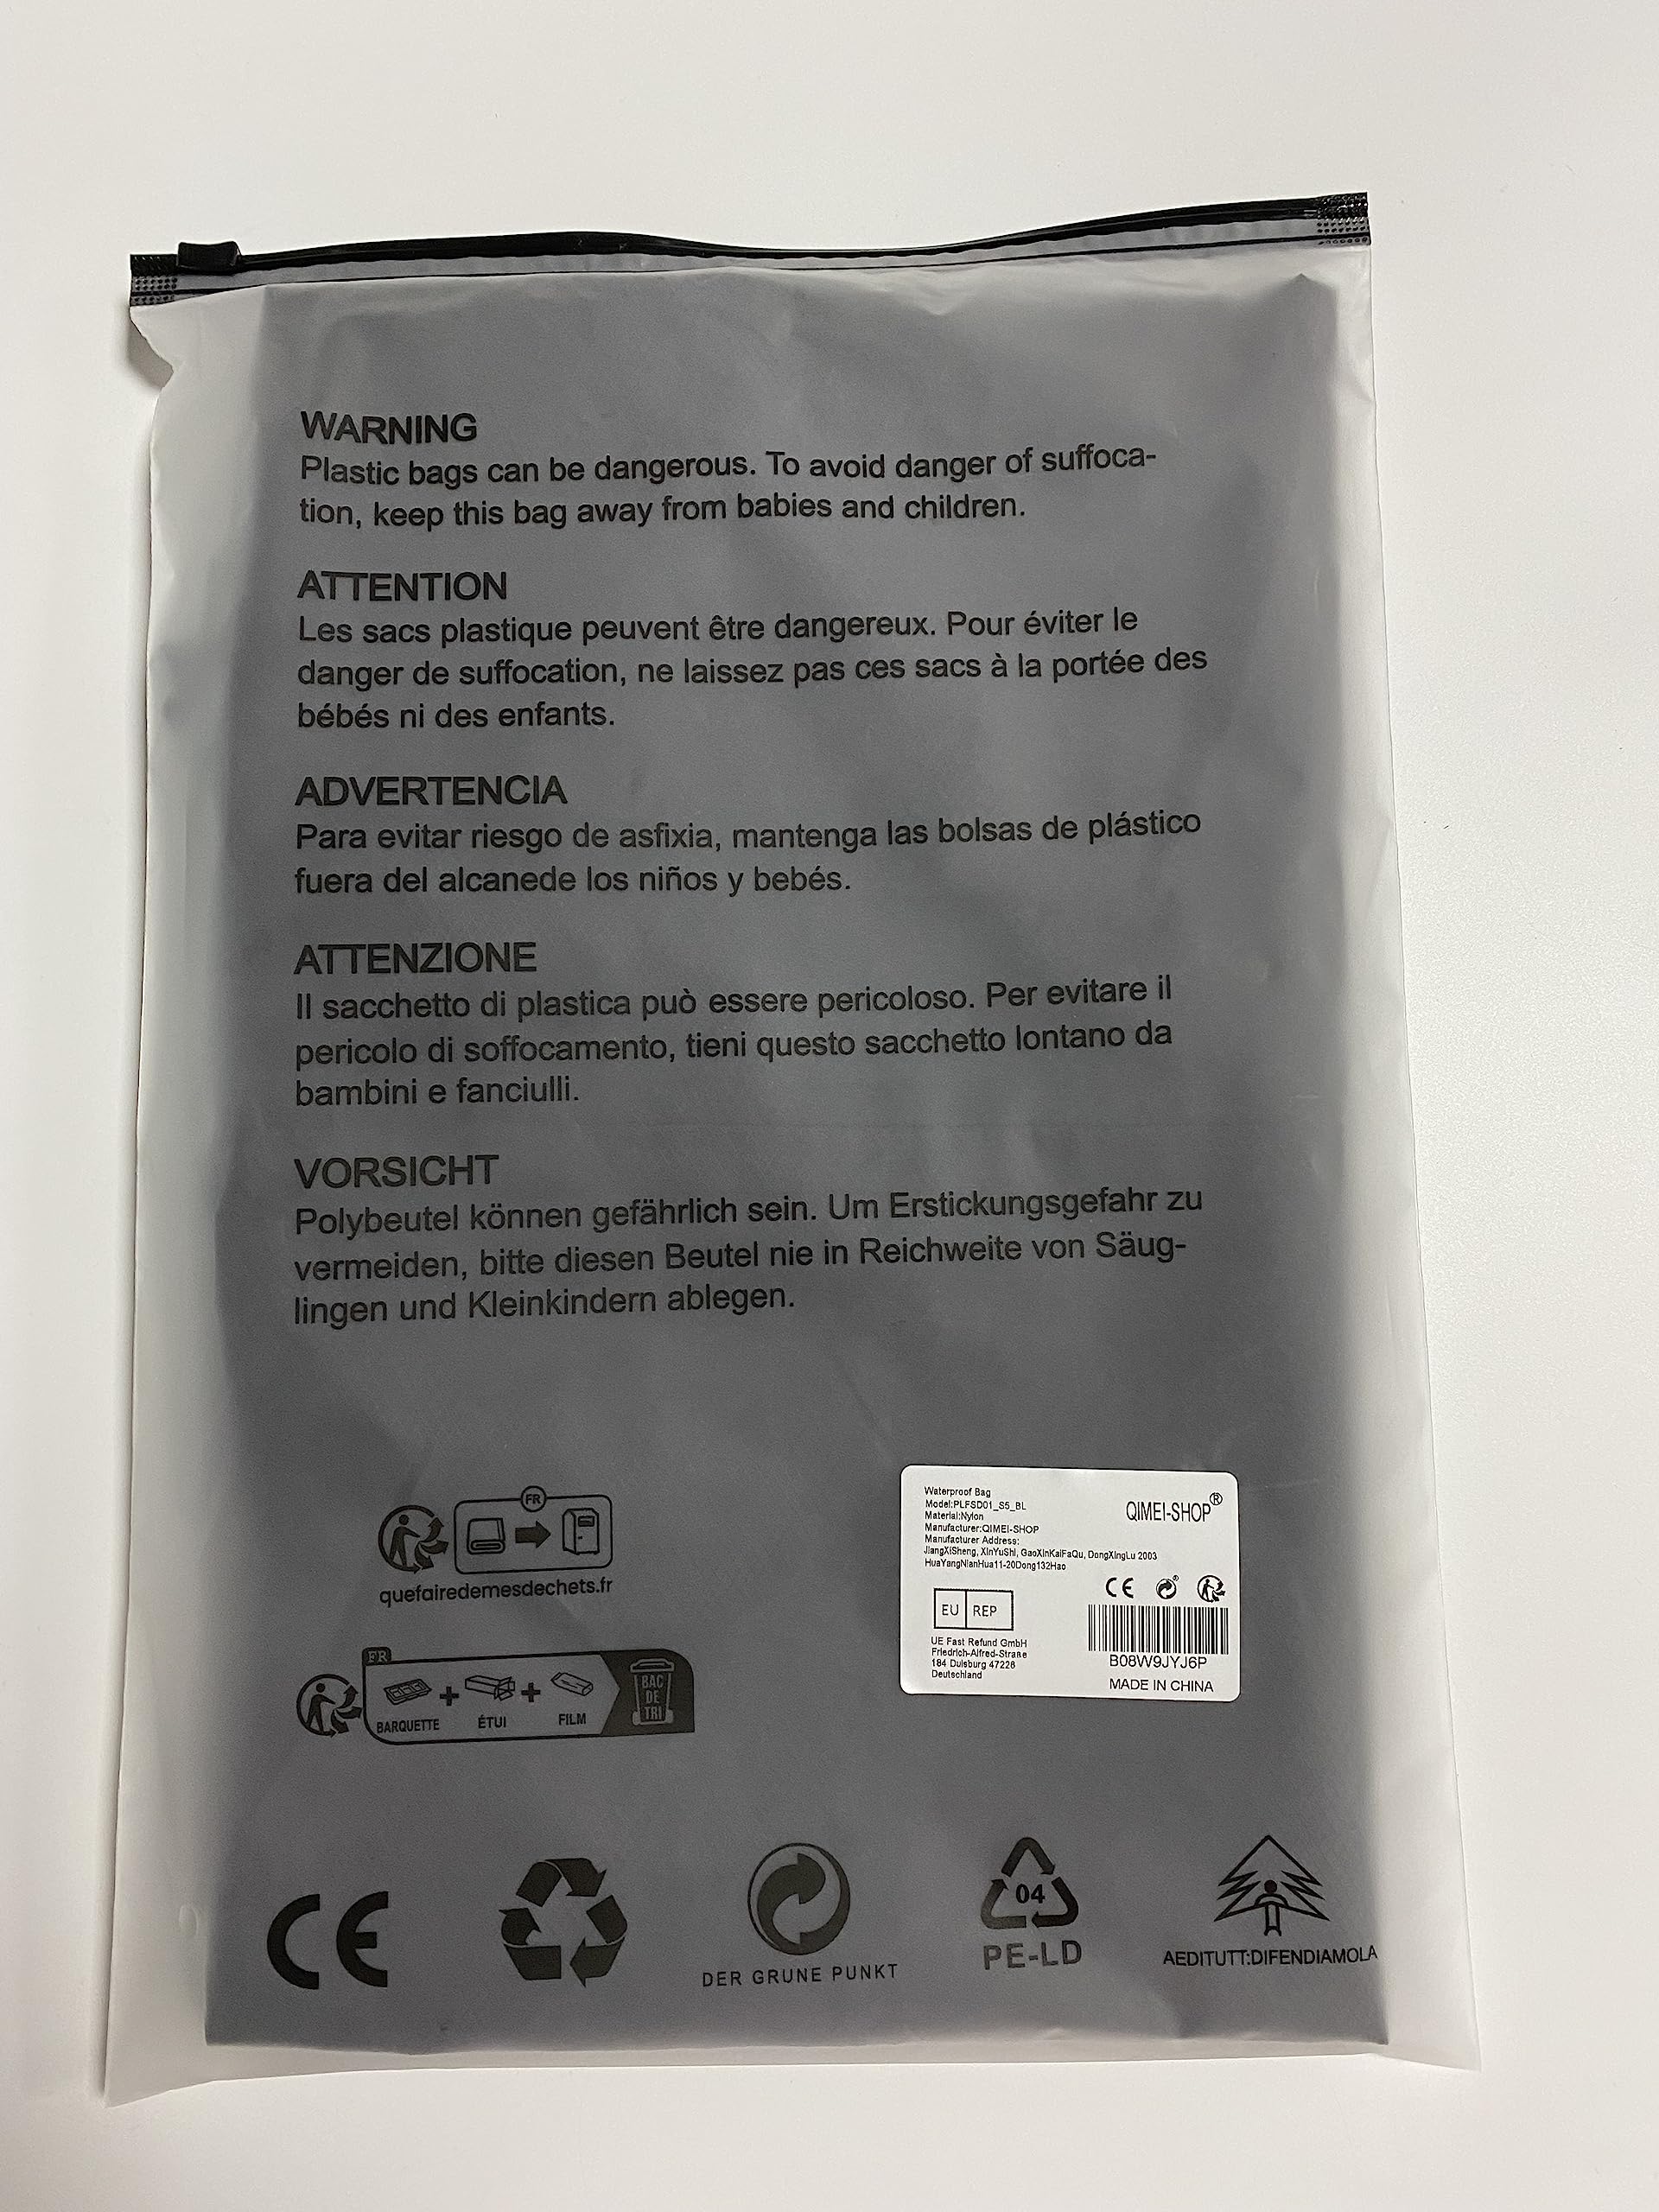 WARNING
Plastic bags can be dangerous. To avoid danger of suffoca-
tion, keep this bag away from babies and children.
ATTENTION
Les sacs plastique peuvent être dangereux. Pour éviter le
danger de suffocation, ne laissez pas ces sacs à la portée des
bébés ni des enfants.
ADVERTENCIA
Para evitar riesgo de asfixia, mantenga las bolsas de plástico
fuera del alcanede los niños y bebés.
ATTENZIONE
Il sacchetto di plastica può essere pericoloso. Per evitare il
pericolo di soffocamento, tieni questo sacchetto lontano da
bambini e fanciulli.
VORSICHT
Polybeutel können gefährlich sein. Um Erstickungsgefahr zu
vermeiden, bitte diesen Beutel nie in Reichweite von Säug-
lingen und Kleinkindern ablegen.
FR
quefairedemesdechets.fr
FR
BARQUETTE + ÉTUI + FILM
BAC
DE
TRI
Waterproof Bag
Model:PLFSD01_S5_BL
Material:Nylon
Manufacturer:QIMEI-SHOP
Manufacturer Address:
JiangXiSheng, XinYuShi, GaoXinKaiFaQu, DongXingLu 2003
HuaYangNianHua11-20Dong132Hao
QIMEI-SHOP®
CE
EU REP
UE Fast Refund GmbH
Friedrich-Alfred-Straße
184 Duisburg 47226
Deutschland
B08W9JYJ6P
MADE IN CHINA
CE
DER GRUNE PUNKT
04
PE-LD
AEDITUTT:DIFENDIAMOLA